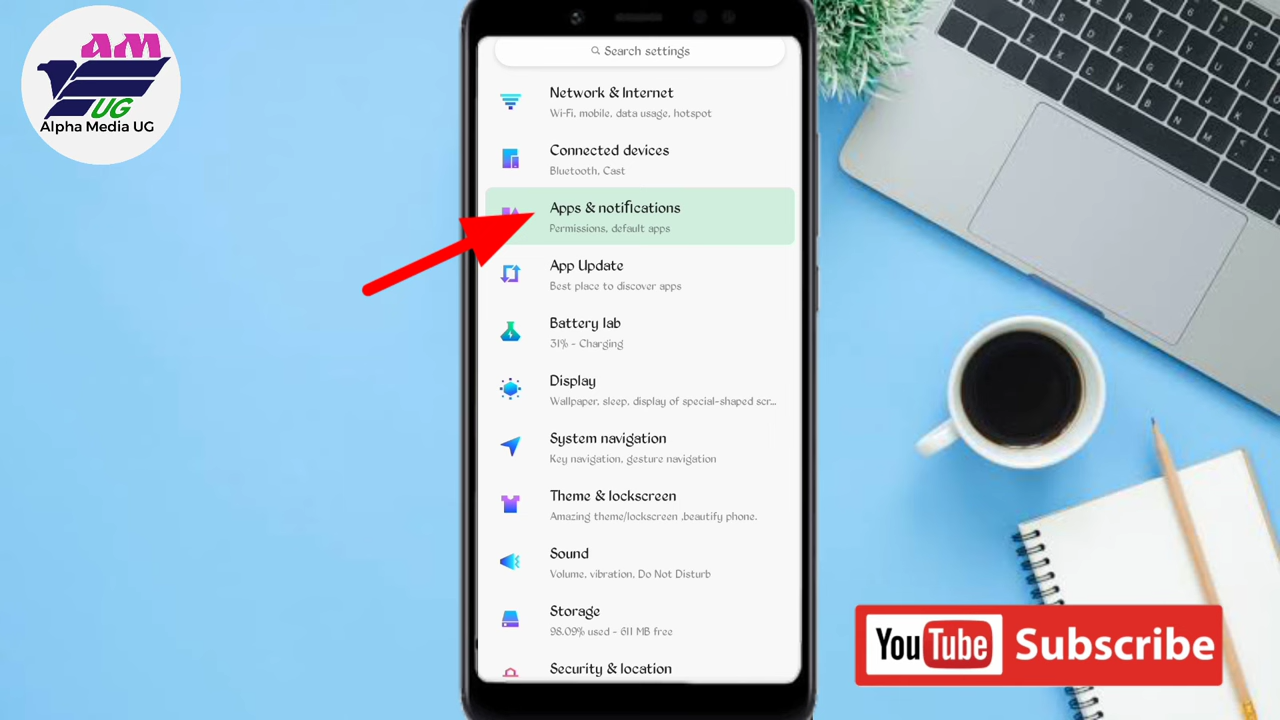 AM
UG
Alpha Media UG
Search settings
Network & Internet
Wi-Fi, mobile, data usage, hotspot
Connected devices
Bluetooth, Cast
Apps & notifications
Permissions, default apps
App Update
Best place to discover apps
Battery lab
31% - Charging
Display
Wallpaper, sleep, display of special-shaped scr...
System navigation
Key navigation, gesture navigation
Theme & lockscreen
Amazing theme/lockscreen ,beautify phone.
Sound
Volume, vibration, Do Not Disturb
Storage
98.09% used - 611 MB free
Security & location
YouTube Subscribe